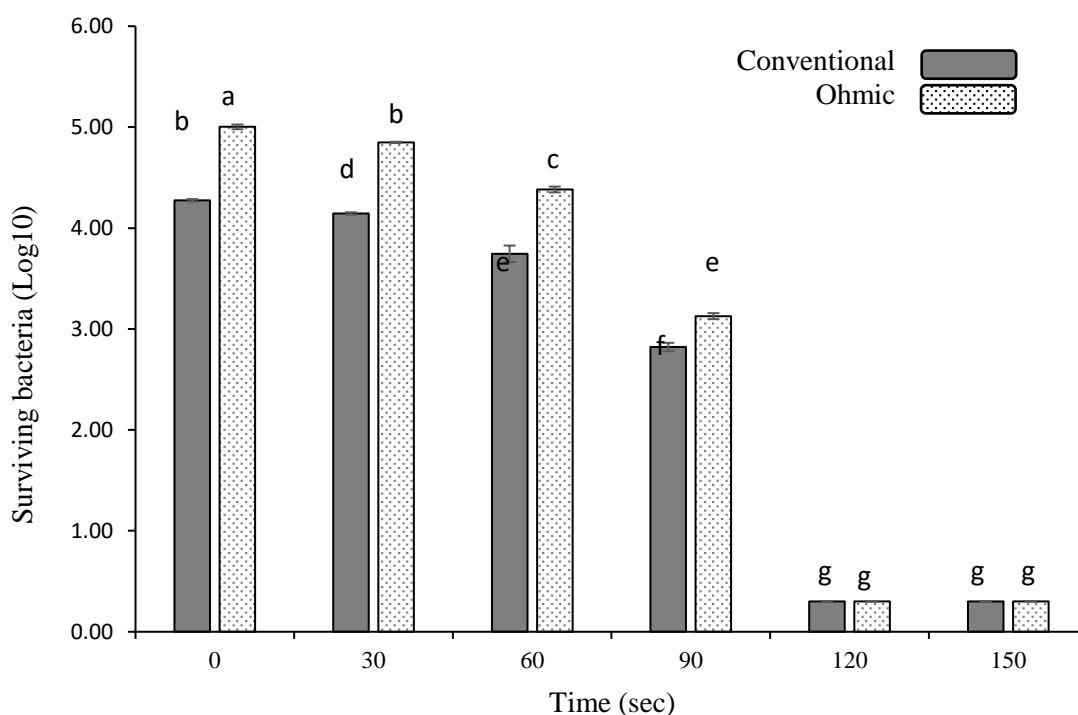 6.00
5.00
4.00
3.00
2.00
1.00
0.00
Surviving bacteria (Log10)
Conventional
Ohmic
b
a
d
b
e
c
f
e
g
g
g
g
0
30
60
90
120
150
Time (sec)